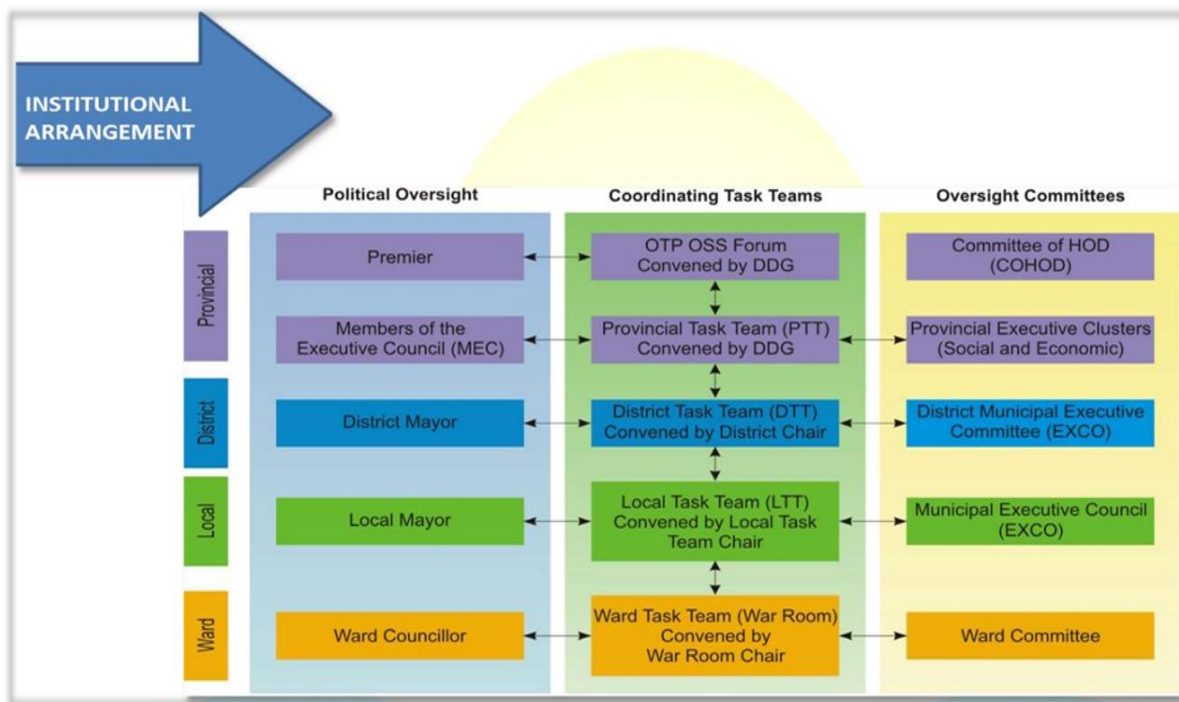 INSTITUTIONAL
ARRANGEMENT
Political Oversight
Coordinating Task Teams
Oversight Committees
Provincial
Premier
OTP OSS Forum
Convened by DDG
Committee of HOD
(COHOD)
Members of the
Executive Council (MEC)
Provincial Task Team (PTT)
Convened by DDG
Provincial Executive Clusters
(Social and Economic)
District
District Mayor
District Task Team (DTT)
Convened by District Chair
District Municipal Executive
Committee (EXCO)
Local
Local Mayor
Local Task Team (LTT)
Convened by Local Task
Team Chair
Municipal Executive Council
(EXCO)
Ward
Ward Councillor
Ward Task Team (War Room)
Convened by
War Room Chair
Ward Committee